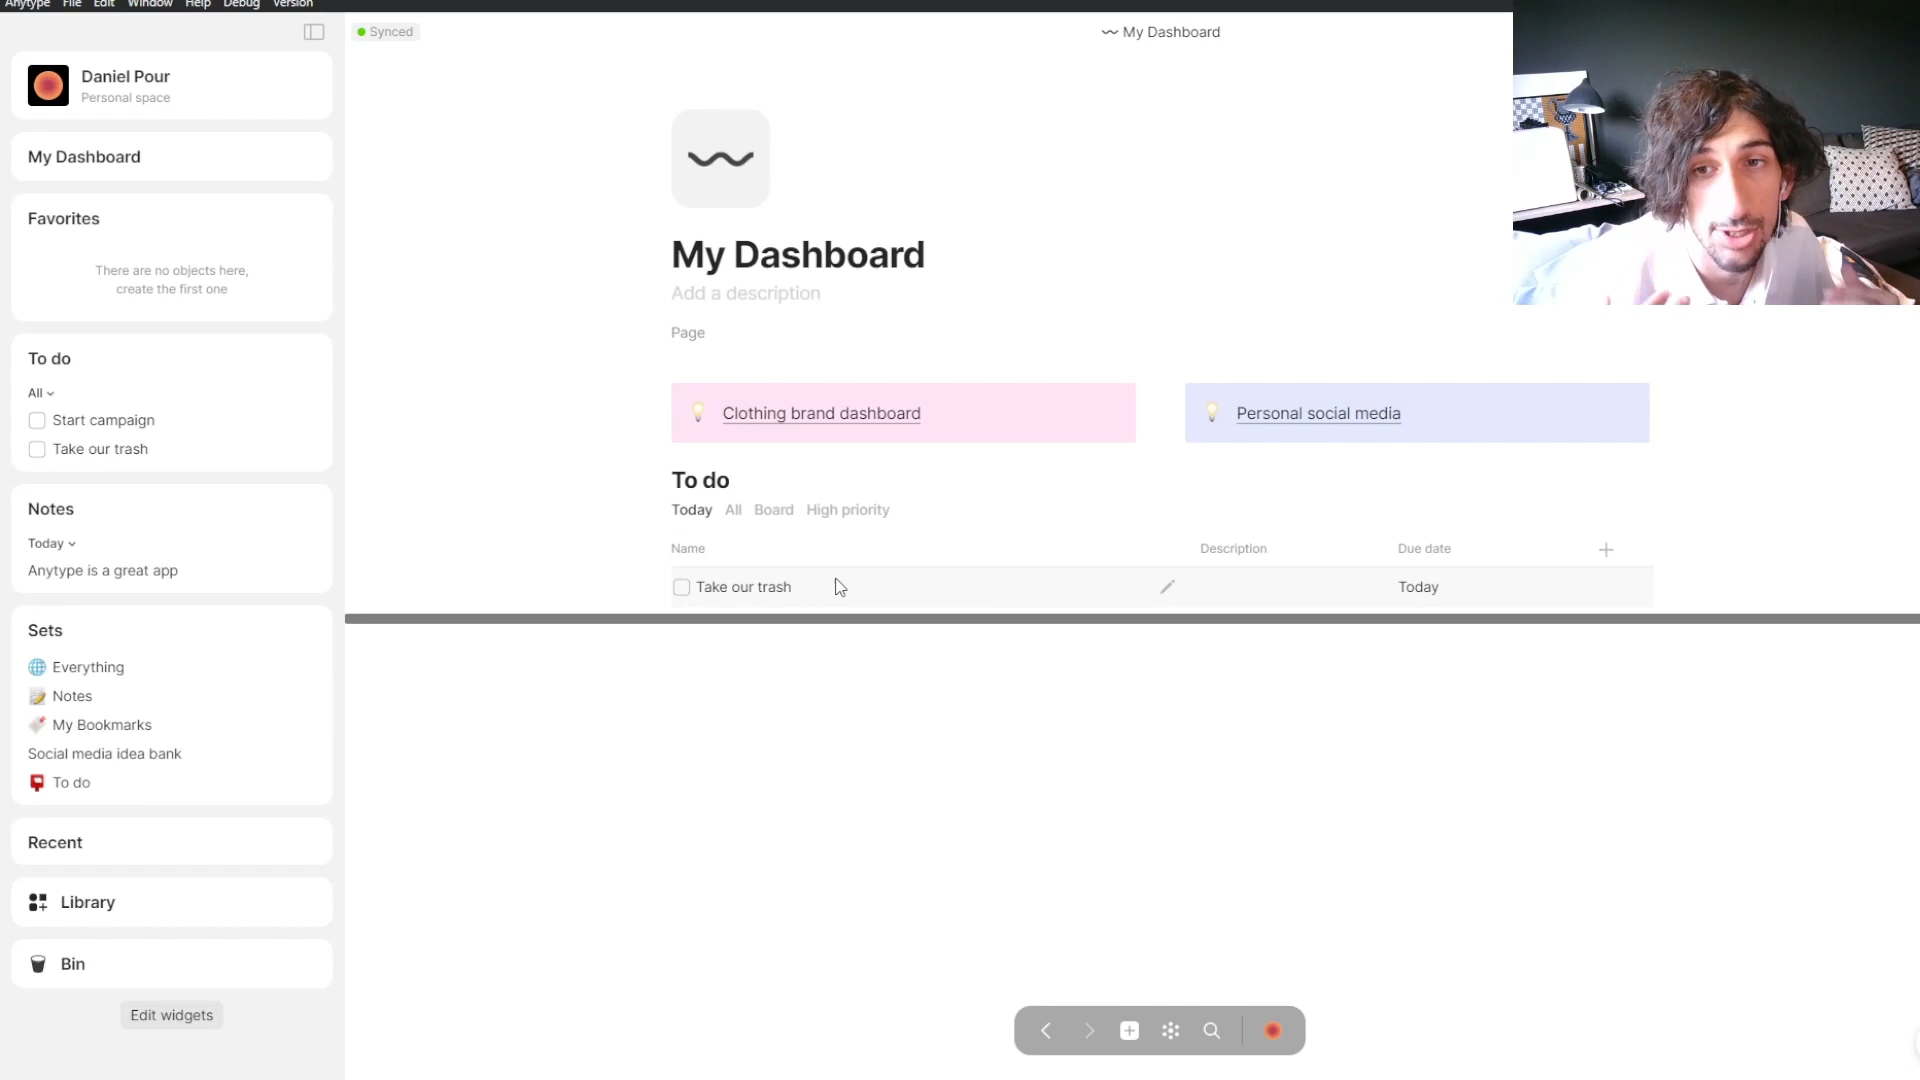 Anytype File Edit Window Help Debug Version
Synced
My Dashboard
Daniel Pour
Personal space
My Dashboard
Favorites
There are no objects here,
create the first one
To do
All
Start campaign
Take our trash
Notes
Today
Anytype is a great app
Sets
Everything
Notes
My Bookmarks
Social media idea bank
To do
Recent
Library
Bin
Edit widgets
My Dashboard
Add a description
Page
Clothing brand dashboard
Personal social media
To do
Today All Board High priority
Name Description Due date
Take our trash Today